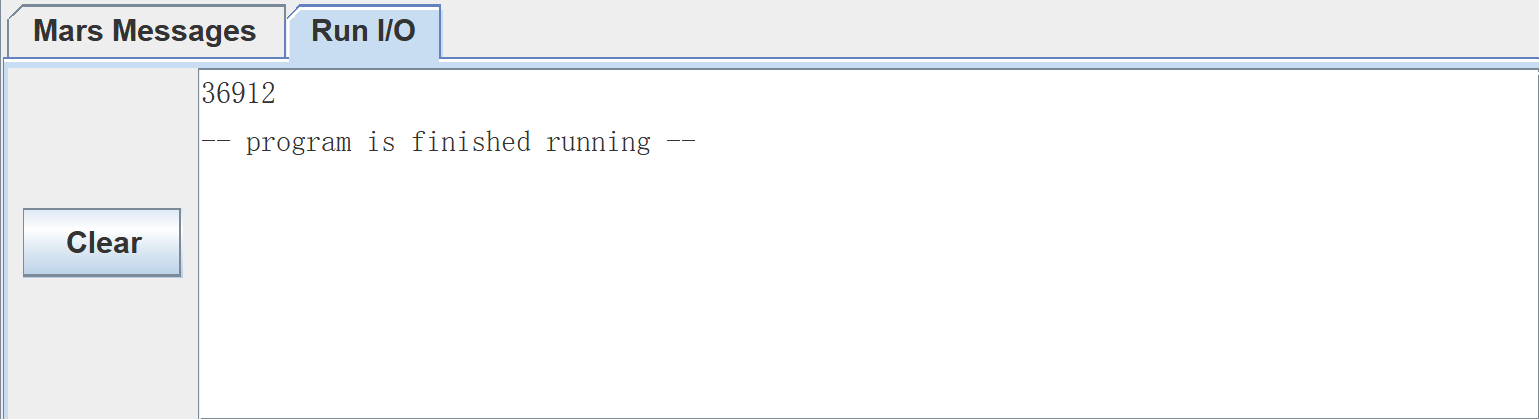 Mars Messages
Run I/O
36912
-- program is finished running --
Clear